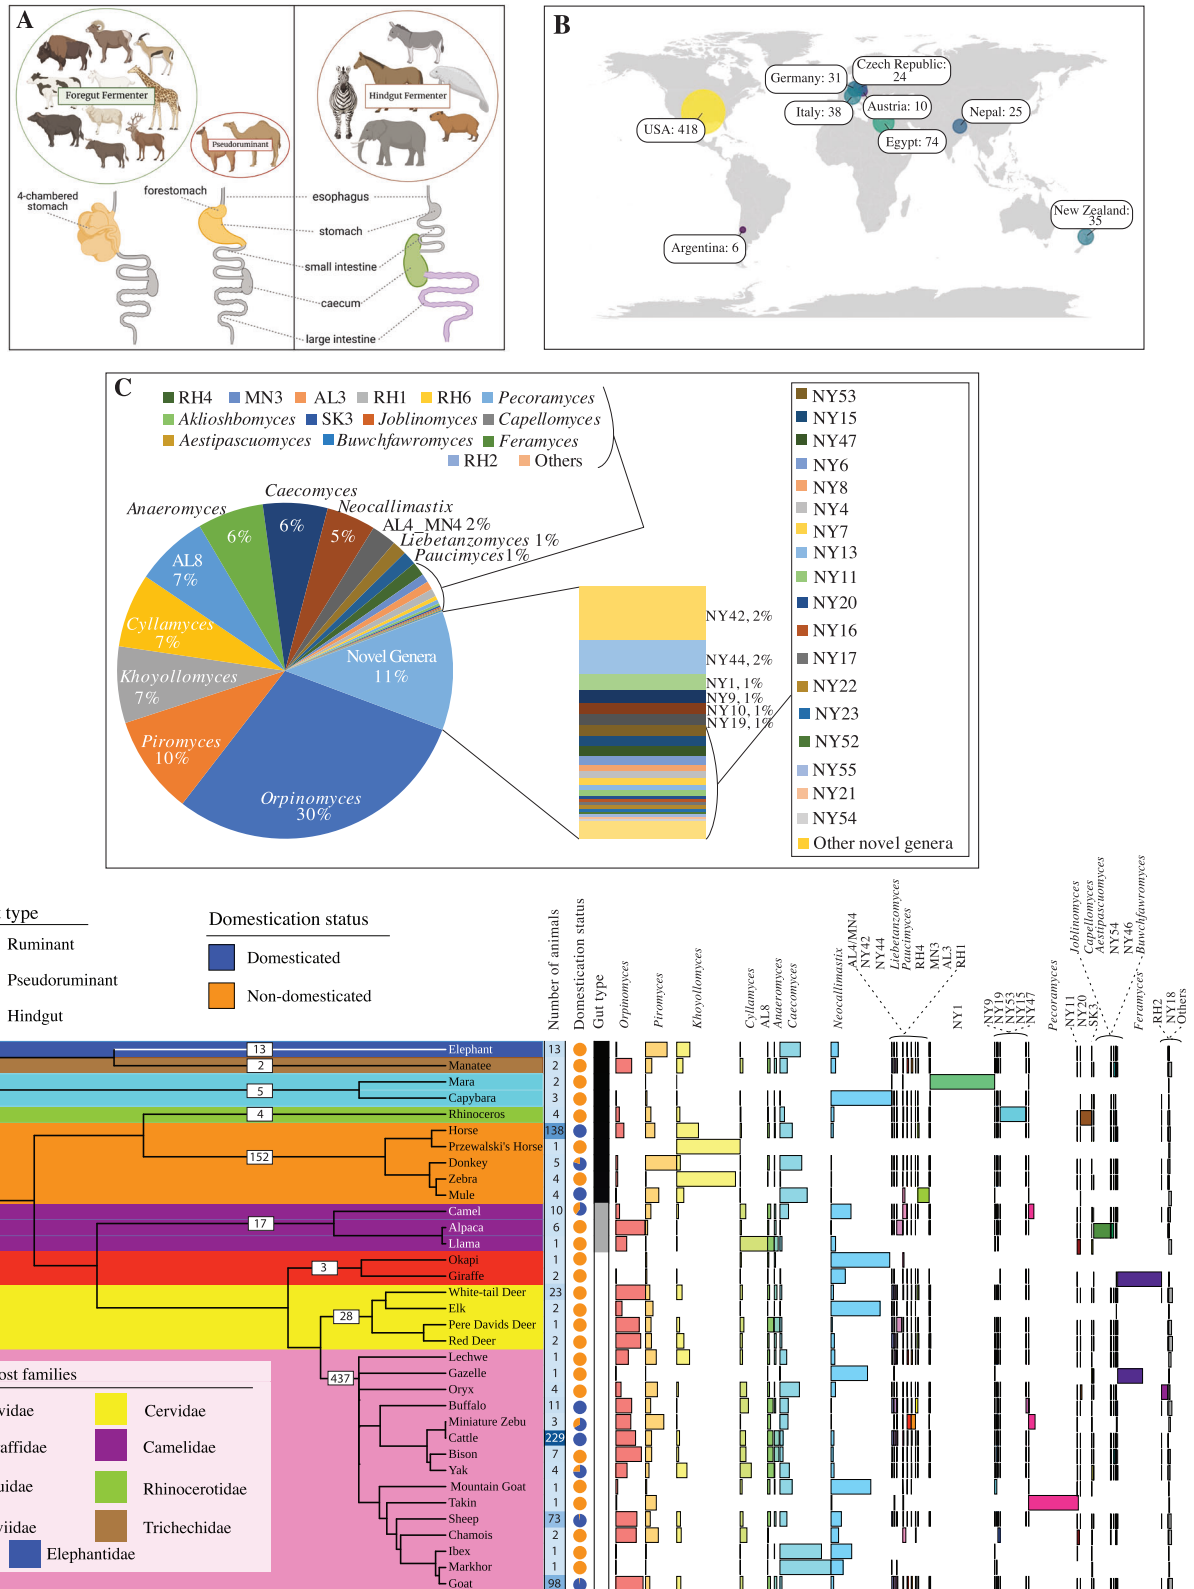 A
Foregut Fermenter
Pseudoruminant
Hindgut Fermenter
4-chambered
stomach
forestomach
esophagus
stomach
small intestine
caecum
large intestine
B
Czech Republic:
24
Germany: 31
Italy: 38
Austria: 10
Nepal: 25
USA: 418
Egypt: 74
New Zealand:
35
Argentina: 6
C
RH4 MN3 AL3 RH1 RH6 Pecoramyces
Aklioshbomyces SK3 Joblinomyces Capellomyces
Aestipascuomyces Buwchfawromyces Feramyces
RH2 Others
Caecomyces
6%
Neocallimastix
5%
Anaeromyces
6%
AL4_MN4 2%
Liebetanzomyces 1%
Paucimyces 1%
AL8
7%
Cyllamyces
7%
Khoyollomyces
7%
Piromyces
10%
Orpinomyces
30%
Novel Genera
11%
NY42, 2%
NY44, 2%
NY1, 1%
NY9, 1%
NY10, 1%
NY19, 1%
NY53
NY15
NY47
NY6
NY8
NY4
NY7
NY13
NY11
NY20
NY16
NY17
NY22
NY23
NY52
NY55
NY21
NY54
Other novel genera
t type
Ruminant
Pseudoruminant
Hindgut
Domestication status
Domesticated
Non-domesticated
Number of animals
Domestication status
Gut type
Orpinomyces
Piromyces
Khoyollomyces
Cyllamyces
AL8
Anaeromyces
Caecomyces
Neocallimastix
AL4/MN4
NY42
NY44
Liebetanzomyces
Paucimyces
RH4
MN3
AL3
RH1
NY1
NY9
NY19
NY53
NY15
NY47
Pecoramyces
NY11
NY20
SK3
Joblinomyces
Capellomyces
Aestipascuomyces
NY54
NY46
Buwchfawromyces
Feramyces
RH2
NY18
Others
13 Elephant 13
2 Manatee 2
Mara 2
5
Capybara 3
4 Rhinoceros 4
Horse 138
Przewalski's Horse 1
152
Donkey 5
Zebra 4
Mule 4
Camel 10
17
Alpaca 6
Llama 1
Okapi 1
3
Giraffe 2
White-tail Deer 23
Elk 2
28
Pere Davids Deer 1
Red Deer 2
Lechwe 1
Gazelle 1
437
Oryx 4
Buffalo 11
Miniature Zebu 3
Cattle 229
Bison 7
Yak 4
Mountain Goat 1
Takin 1
Sheep 73
Chamois 2
Ibex 1
Markhor 1
Goat 98
ost families
vidae Cervidae
affidae Camelidae
uidae Rhinocerotidae
viidae Trichechidae
Elephantidae